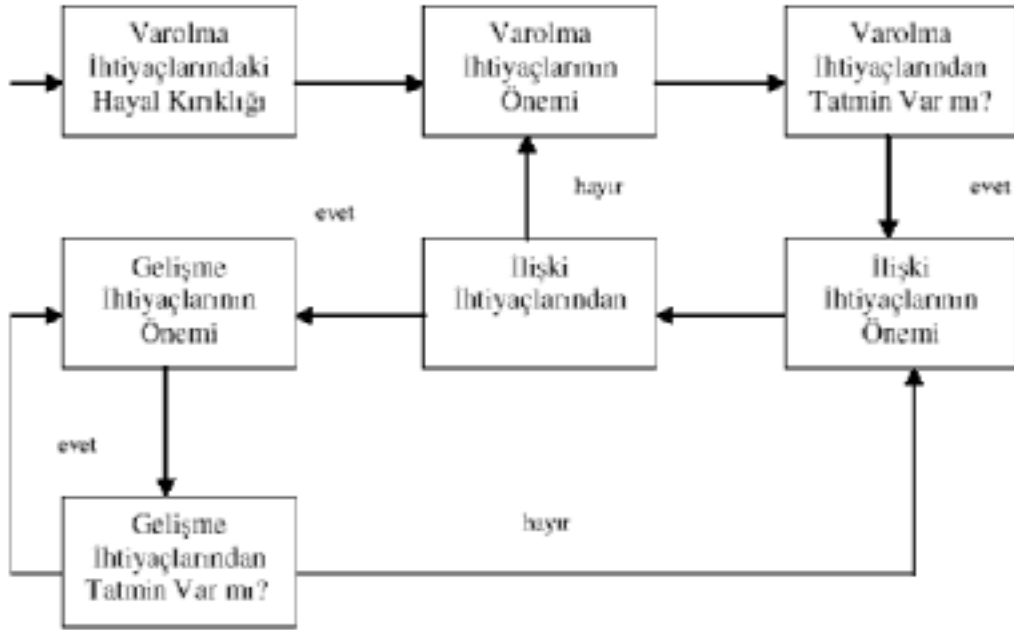 Varolma
İhtiyaçlarındaki
Hayal Kırıklığı
Varolma
İhtiyaçlarının
Önemi
Varolma
İhtiyaçlarından
Tatmin Var mı?
hayır
evet
evet
Gelişme
İhtiyaçlarının
Önemi
İlişki
İhtiyaçlarından
İlişki
İhtiyaçlarının
Önemi
evet
Gelişme
İhtiyaçlarından
Tatmin Var mı?
hayır